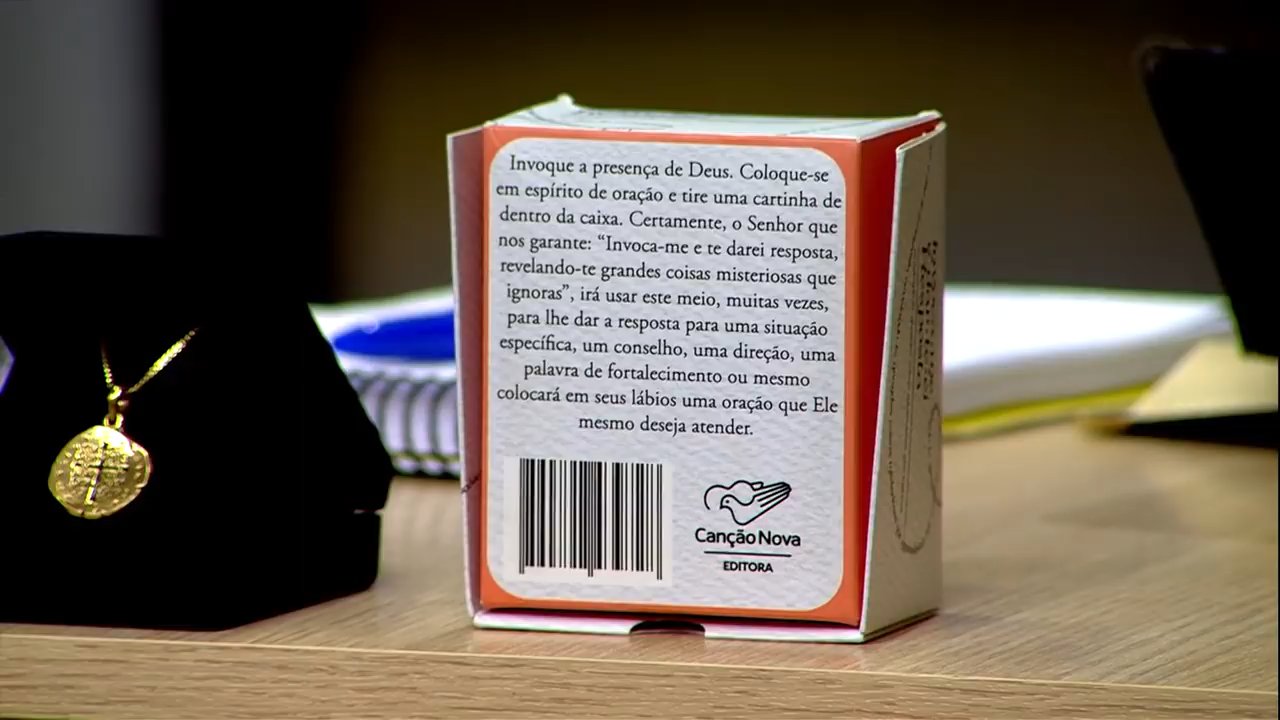 Invoque a presença de Deus. Coloque-se
em espírito de oração e tire uma cartinha de
dentro da caixa. Certamente, o Senhor que
nos garante: “Invoca-me e te darei resposta,
revelando-te grandes coisas misteriosas que
ignoras”, irá usar este meio, muitas vezes,
para lhe dar a resposta para uma situação
específica, um conselho, uma direção, uma
palavra de fortalecimento ou mesmo
colocará em seus lábios uma oração que Ele
mesmo deseja atender.
Canção Nova
EDITORA